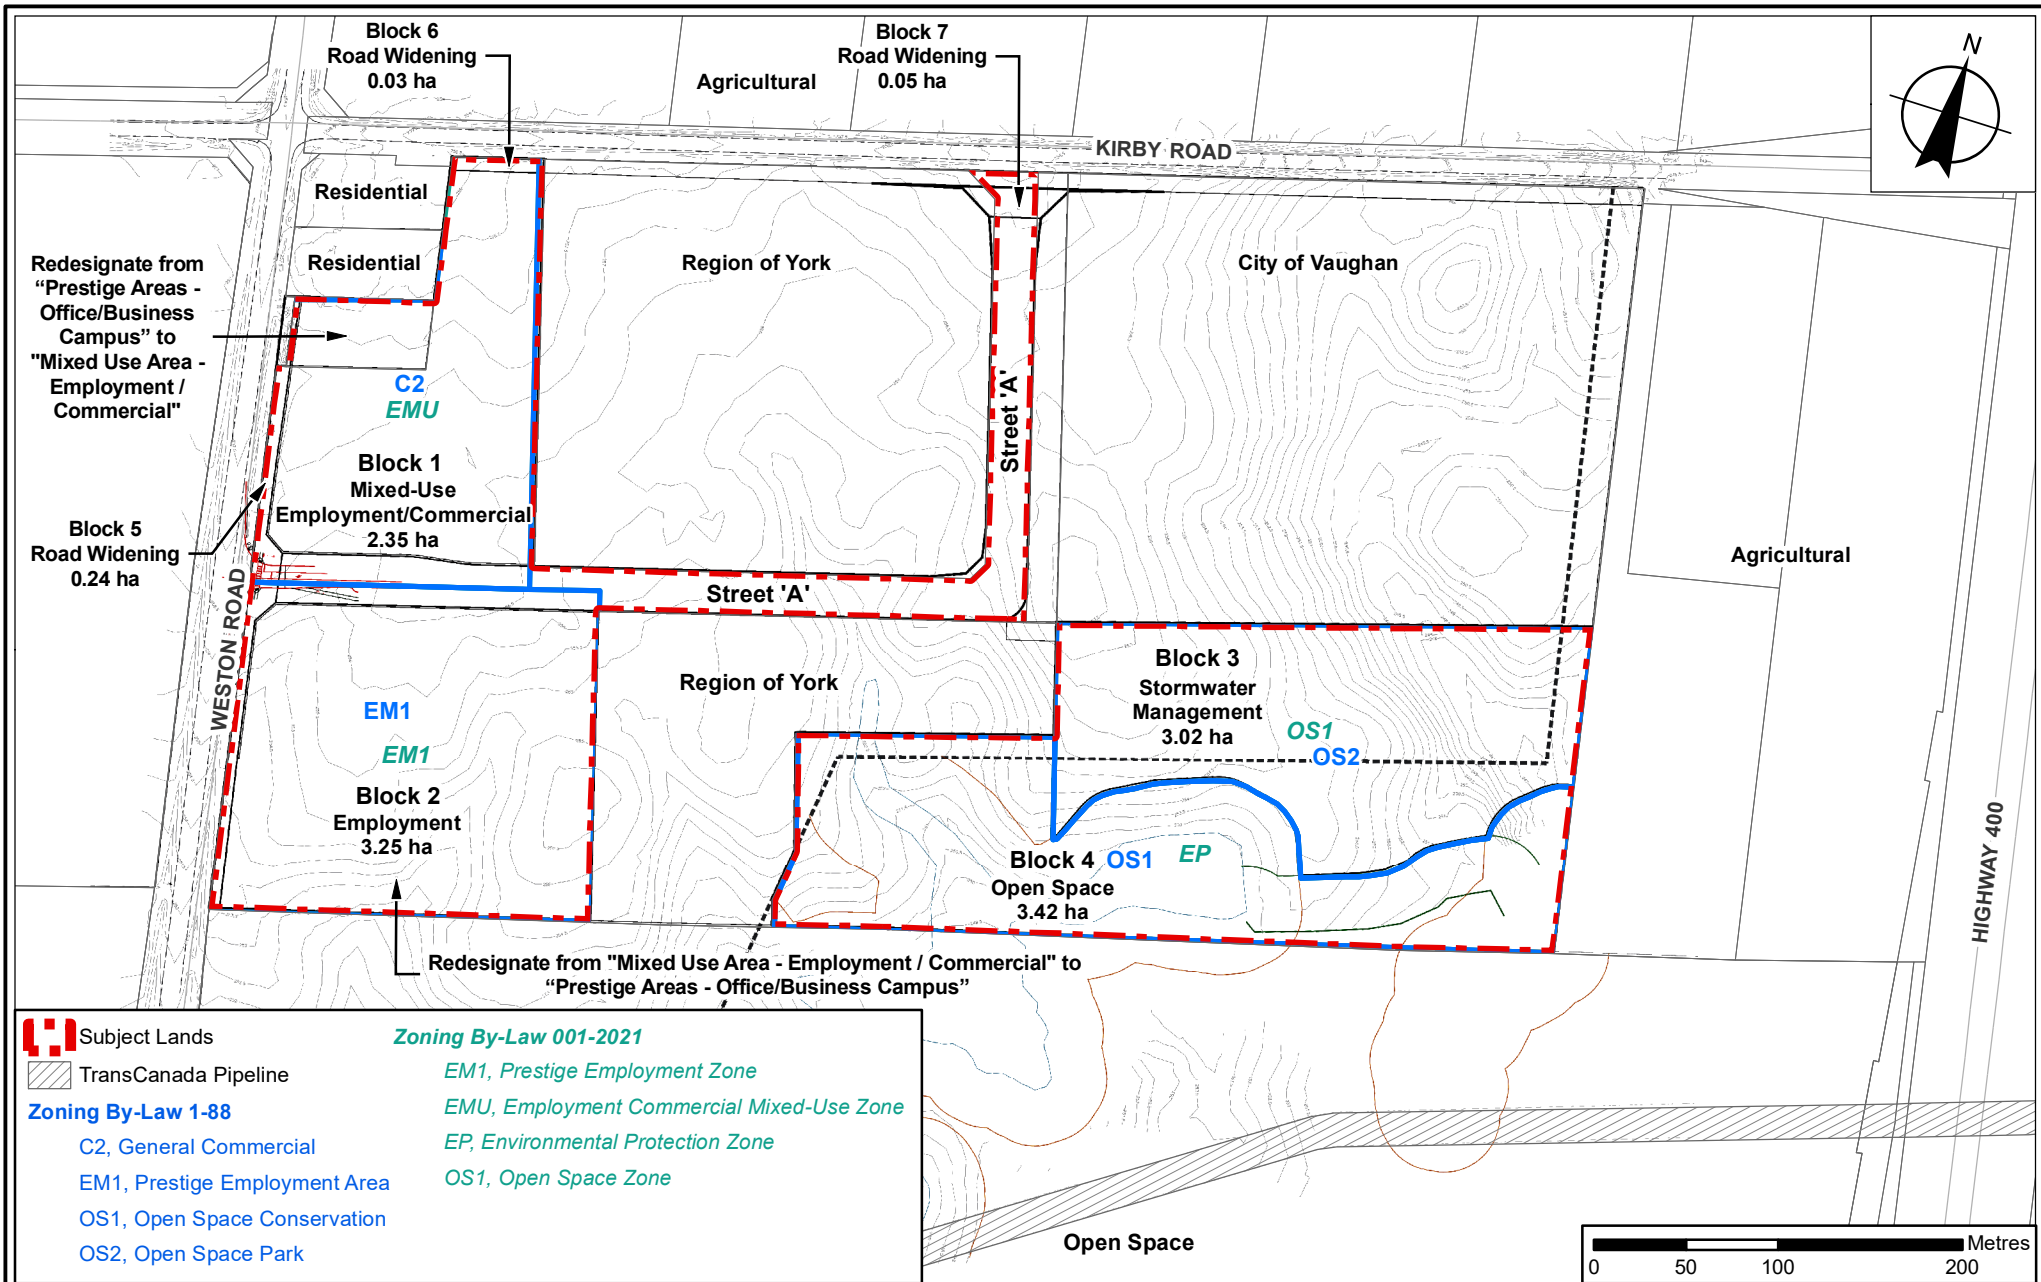 Block 6
Road Widening
0.03 ha
Agricultural
Block 7
Road Widening
0.05 ha
N
KIRBY ROAD
Residential
Residential
Region of York
City of Vaughan
Redesignate from
“Prestige Areas -
Office/Business
Campus” to
"Mixed Use Area -
Employment /
Commercial"
C2
EMU
Block 1
Mixed-Use
Employment/Commercial
2.35 ha
Street 'A'
Block 5
Road Widening
0.24 ha
Agricultural
Street 'A'
WESTON ROAD
Region of York
Block 3
Stormwater
Management
3.02 ha
OS1
OS2
EM1
EM1
Block 2
Employment
3.25 ha
Block 4 OS1 EP
Open Space
3.42 ha
HIGHWAY 400
Redesignate from "Mixed Use Area - Employment / Commercial" to
“Prestige Areas - Office/Business Campus”
Subject Lands
TransCanada Pipeline
Zoning By-Law 1-88
C2, General Commercial
EM1, Prestige Employment Area
OS1, Open Space Conservation
OS2, Open Space Park
Zoning By-Law 001-2021
EM1, Prestige Employment Zone
EMU, Employment Commercial Mixed-Use Zone
EP, Environmental Protection Zone
OS1, Open Space Zone
Open Space
Metres
0 50 100 200